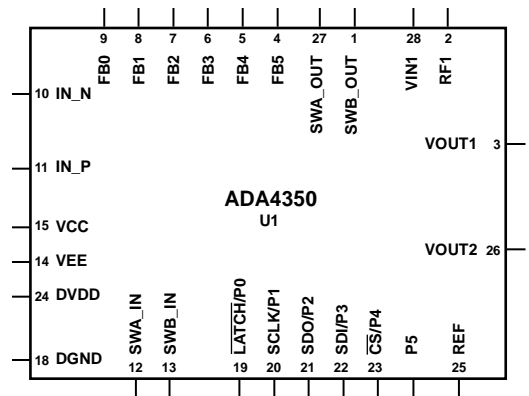 9 8 7 6 5 4 27 1 28 2
FB0 FB1 FB2 FB3 FB4 FB5 SWA_OUT SWB_OUT VIN1 RF1
10 IN_N
VOUT1 3
11 IN_P
ADA4350
U1
15 VCC
VOUT2 26
14 VEE
24 DVDD
18 DGND
SWA_IN SWB_IN LATCH/P0 SCLK/P1 SDO/P2 SDI/P3 CS/P4 P5 REF
12 13 19 20 21 22 23 25